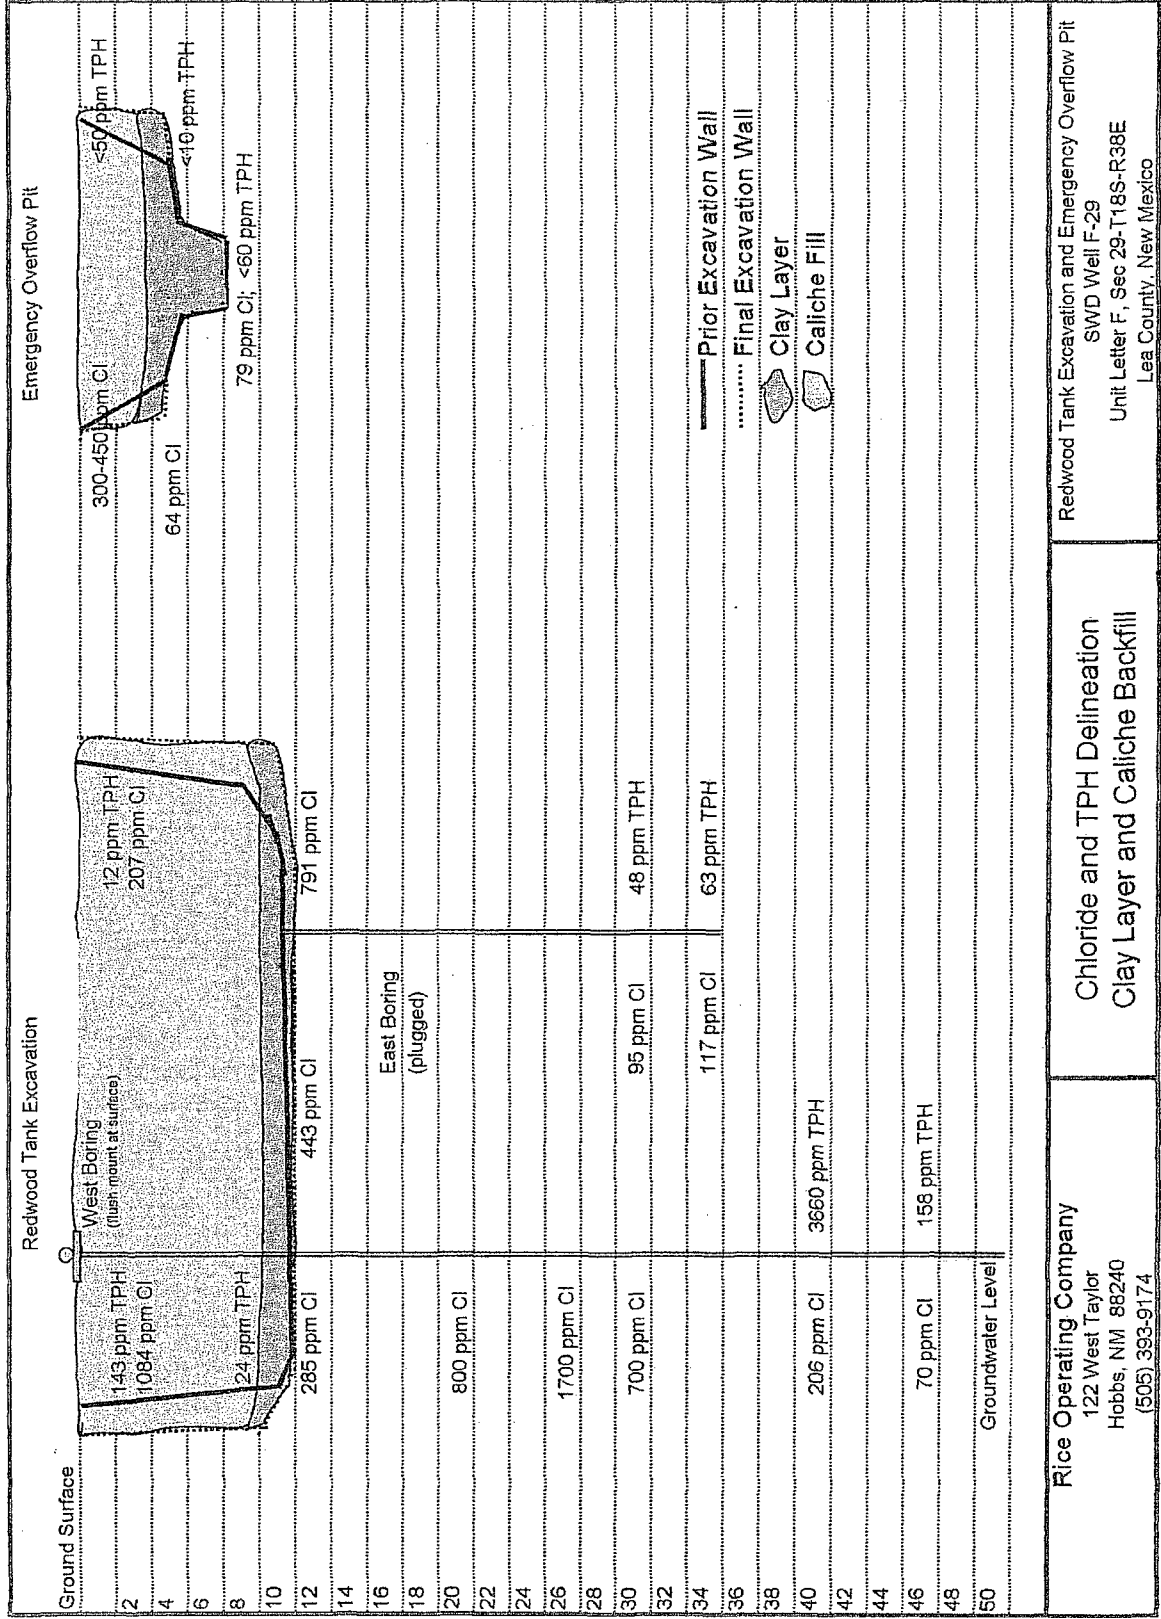 Redwood Tank Excavation
Emergency Overflow Pit
Ground Surface
West Boring
(flush mount at surface)
143 ppm TPH
1084 ppm Cl
12 ppm TPH
207 ppm Cl
24 ppm TPH
285 ppm Cl
443 ppm Cl
791 ppm Cl
300-450 ppm Cl
<50 ppm TPH
64 ppm Cl
<10 ppm TPH
79 ppm Cl; <60 ppm TPH
East Boring
(plugged)
800 ppm Cl
1700 ppm Cl
700 ppm Cl
95 ppm Cl
48 ppm TPH
117 ppm Cl
63 ppm TPH
206 ppm Cl
3660 ppm TPH
70 ppm Cl
158 ppm TPH
Groundwater Level
2
4
6
8
10
12
14
16
18
20
22
24
26
28
30
32
34
36
38
40
42
44
46
48
50
Prior Excavation Wall
Final Excavation Wall
Clay Layer
Caliche Fill
Rice Operating Company
122 West Taylor
Hobbs, NM 88240
(505) 393-9174
Chloride and TPH Delineation
Clay Layer and Caliche Backfill
Redwood Tank Excavation and Emergency Overflow Pit
SWD Well F-29
Unit Letter F, Sec 29-T18S-R38E
Lea County, New Mexico